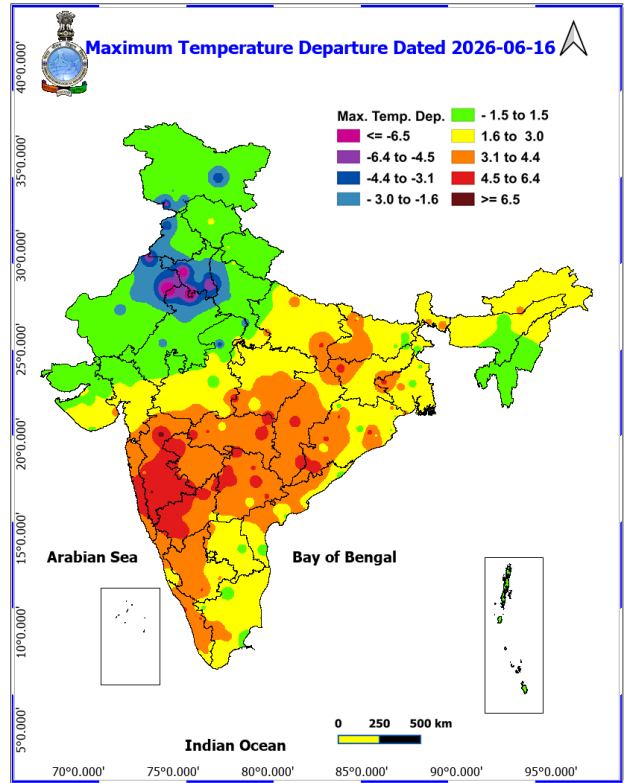 Maximum Temperature Departure Dated 2026-06-16
Max. Temp. Dep.
<= -6.5
-6.4 to -4.5
-4.4 to -3.1
- 3.0 to -1.6
- 1.5 to 1.5
1.6 to 3.0
3.1 to 4.4
4.5 to 6.4
>= 6.5
40°0.000'
35°0.000'
30°0.000'
25°0.000'
20°0.000'
15°0.000'
10°0.000'
5°0.000'
Arabian Sea
Bay of Bengal
Indian Ocean
0 250 500 km
70°0.000' 75°0.000' 80°0.000' 85°0.000' 90°0.000' 95°0.000'